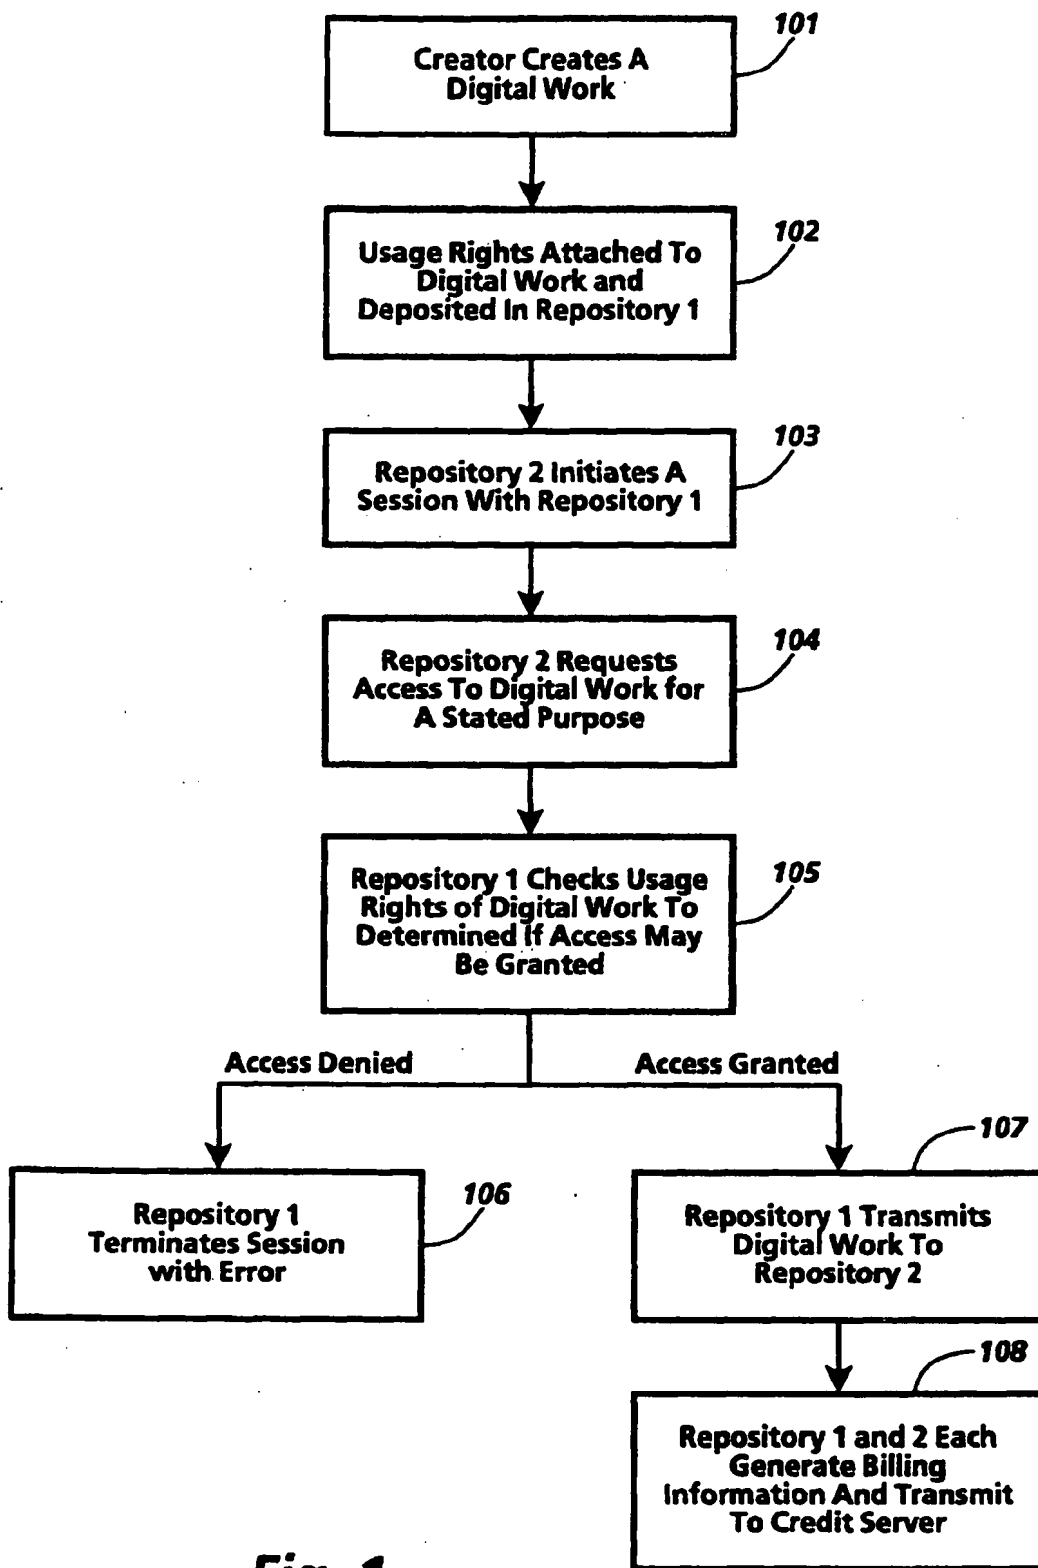 101
Creator Creates A
Digital Work
102
Usage Rights Attached To
Digital Work and
Deposited In Repository 1
103
Repository 2 Initiates A
Session With Repository 1
104
Repository 2 Requests
Access To Digital Work for
A Stated Purpose
105
Repository 1 Checks Usage
Rights of Digital Work To
Determined If Access May
Be Granted
Access Denied
Access Granted
106
Repository 1
Terminates Session
with Error
107
Repository 1 Transmits
Digital Work To
Repository 2
108
Repository 1 and 2 Each
Generate Billing
Information And Transmit
To Credit Server
Fig. 1